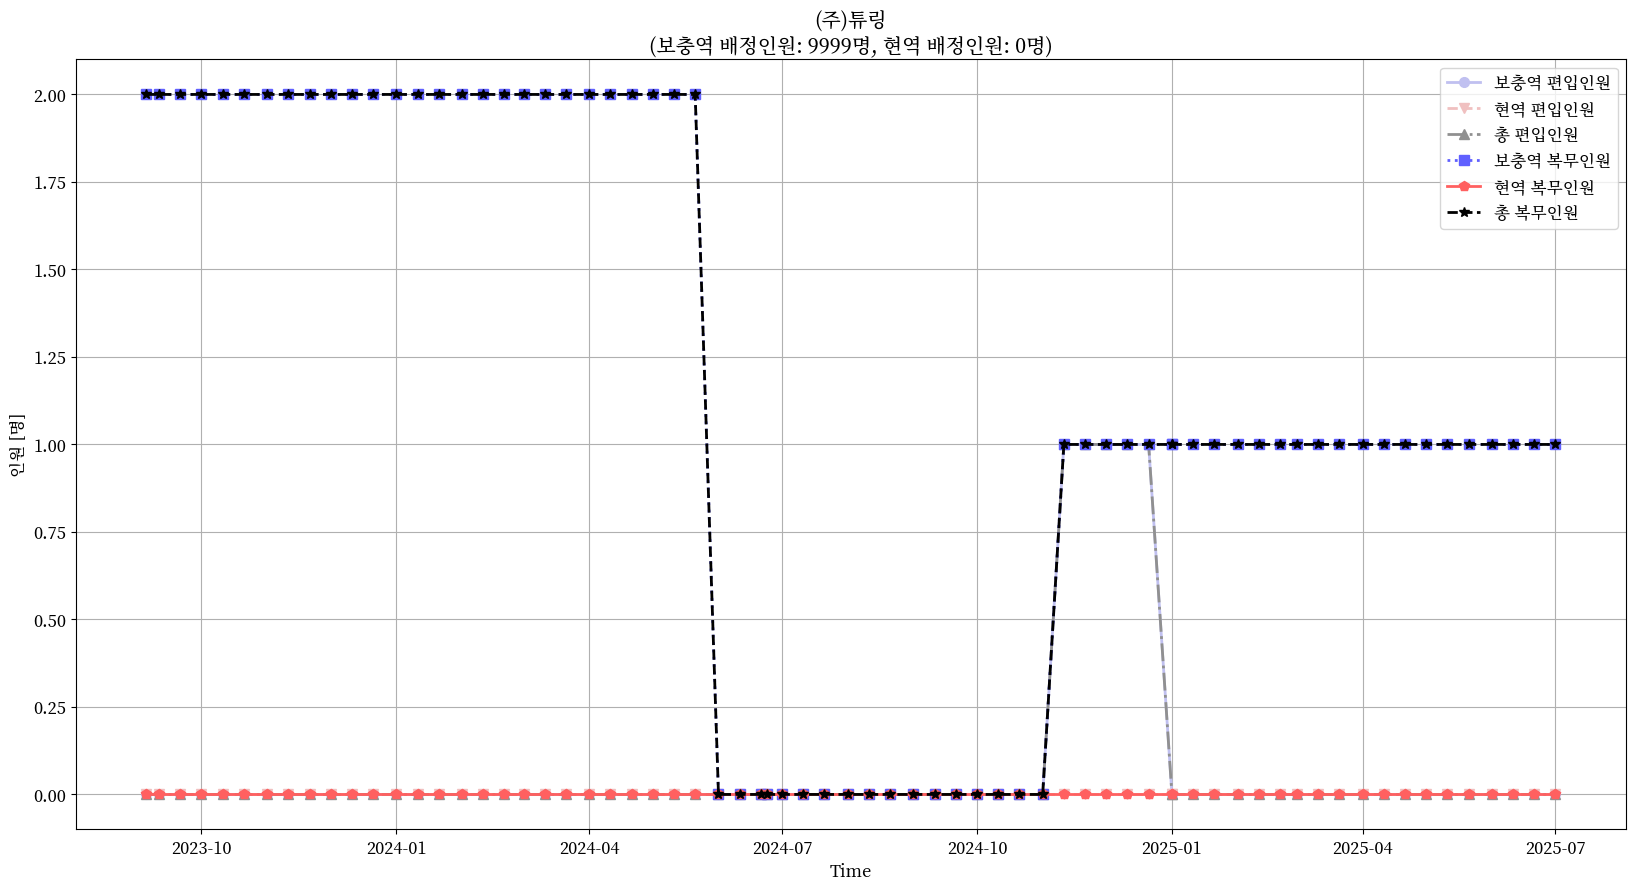 (주)튜링
(보충역 배정인원: 9999명, 현역 배정인원: 0명)
보충역 편입인원
현역 편입인원
총 편입인원
보충역 복무인원
현역 복무인원
총 복무인원
인원 [명]
2.00
1.75
1.50
1.25
1.00
0.75
0.50
0.25
0.00
2023-10 2024-01 2024-04 2024-07 2024-10 2025-01 2025-04 2025-07
Time